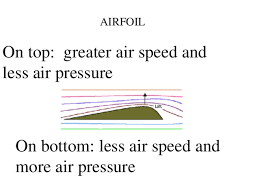 AIRFOIL
On top: greater air speed and
less air pressure
Lift
On bottom: less air speed and
more air pressure